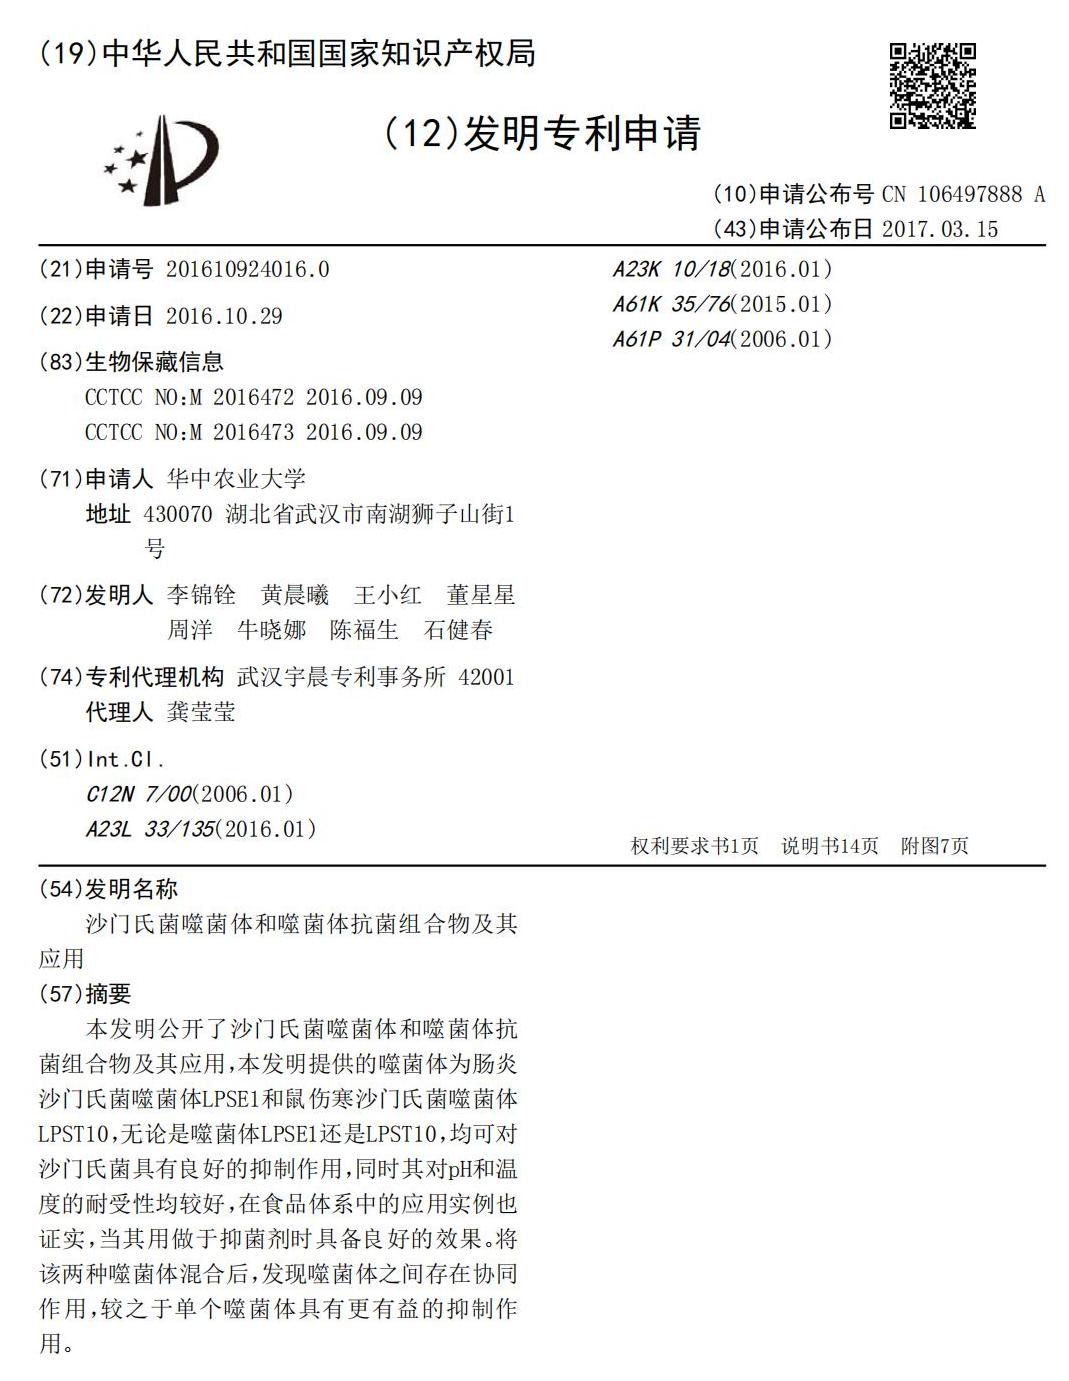 (19)中华人民共和国国家知识产权局
(12)发明专利申请
(10)申请公布号 CN 106497888 A
(43)申请公布日 2017.03.15
(21)申请号 201610924016.0
(22)申请日 2016.10.29
(83)生物保藏信息
CCTCC NO:M 2016472 2016.09.09
CCTCC NO:M 2016473 2016.09.09
(71)申请人 华中农业大学
地址 430070 湖北省武汉市南湖狮子山街1
号
(72)发明人 李锦铨 黄晨曦 王小红 董星星
周洋 牛晓娜 陈福生 石健春
(74)专利代理机构 武汉宇晨专利事务所 42001
代理人 龚莹莹
(51)Int.Cl.
C12N 7/00(2006.01)
A23L 33/135(2016.01)
A23K 10/18(2016.01)
A61K 35/76(2015.01)
A61P 31/04(2006.01)
权利要求书1页 说明书14页 附图7页
(54)发明名称
沙门氏菌噬菌体和噬菌体抗菌组合物及其
应用
(57)摘要
本发明公开了沙门氏菌噬菌体和噬菌体抗
菌组合物及其应用,本发明提供的噬菌体为肠炎
沙门氏菌噬菌体LPSE1和鼠伤寒沙门氏菌噬菌体
LPST10,无论是噬菌体LPSE1还是LPST10,均可对
沙门氏菌具有良好的抑制作用,同时其对pH和温
度的耐受性均较好,在食品体系中的应用实例也
证实,当其用做于抑菌剂时具备良好的效果。将
该两种噬菌体混合后,发现噬菌体之间存在协同
作用,较之于单个噬菌体具有更有益的抑制作
用。